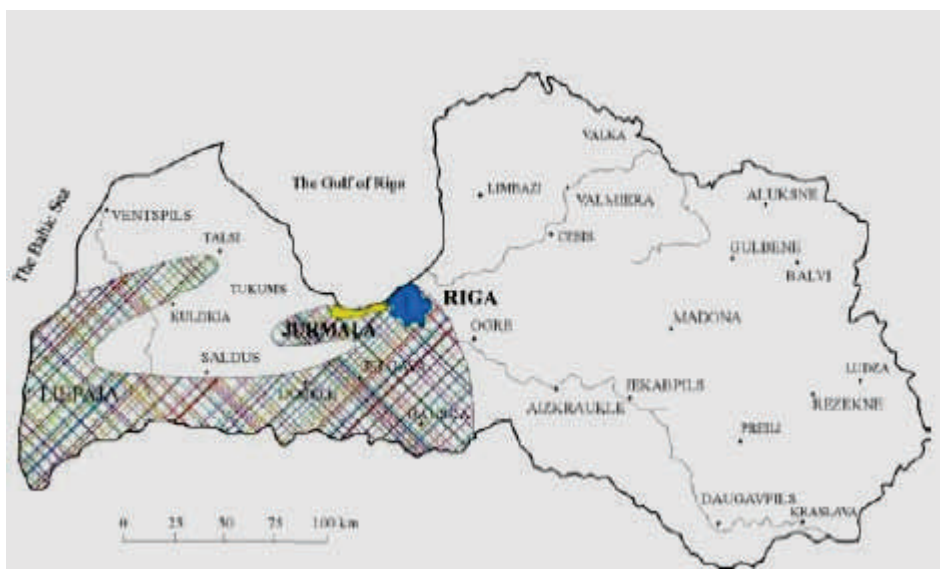 VALKA
The Gulf of Riga
LIMBAZI
VALMIERA
ALUKSNE
The Baltic Sea
VENTSPILS
CESIS
TALSI
GULBENE
BALVI
TUKUMS
RIGA
KULDIGA
MADONA
JURMALA
OGRE
SALDUS
JELGAVA
LUDZA
LIEPAJA
JEKABPILS
REZEKNE
AIZKRAUKLE
PREILI
DAUGAVPILS
KRASLAVA
0 25 50 75 100 km